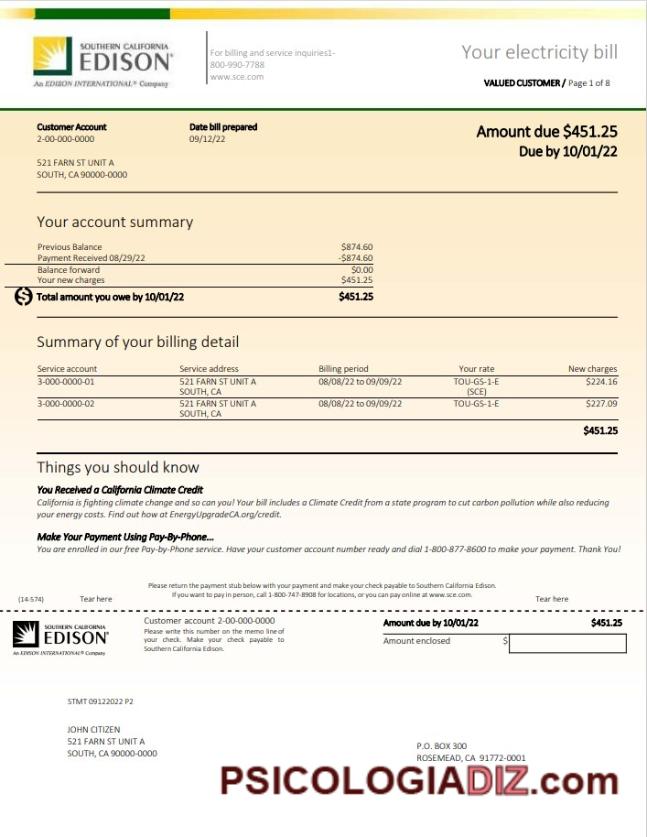 SOUTHERN CALIFORNIA
EDISON®
An EDISON INTERNATIONAL® Company
For billing and service inquiries1-
800-990-7788
www.sce.com
Your electricity bill
VALUED CUSTOMER / Page 1 of 8
Customer Account
2-00-000-0000
Date bill prepared
09/12/22
Amount due $451.25
Due by 10/01/22
521 FARN ST UNIT A
SOUTH, CA 90000-0000
Your account summary
Previous Balance $874.60
Payment Received 08/29/22 -$874.60
Balance forward $0.00
Your new charges $451.25
Total amount you owe by 10/01/22 $451.25
Summary of your billing detail
Service account Service address Billing period Your rate New charges
3-000-0000-01 521 FARN ST UNIT A 08/08/22 to 09/09/22 TOU-GS-1-E $224.16
SOUTH, CA (SCE)
3-000-0000-02 521 FARN ST UNIT A 08/08/22 to 09/09/22 TOU-GS-1-E $227.09
SOUTH, CA
$451.25
Things you should know
You Received a California Climate Credit
California is fighting climate change and so can you! Your bill includes a Climate Credit from a state program to cut carbon pollution while also reducing
your energy costs. Find out how at EnergyUpgradeCA.org/credit.
Make Your Payment Using Pay-By-Phone...
You are enrolled in our free Pay-by-Phone service. Have your customer account number ready and dial 1-800-877-8600 to make your payment. Thank You!
Please return the payment stub below with your payment and make your check payable to Southern California Edison.
If you want to pay in person, call 1-800-747-8908 for locations, or you can pay online at www.sce.com.
(14-574) Tear here Tear here
SOUTHERN CALIFORNIA
EDISON®
An EDISON INTERNATIONAL® Company
Customer account 2-00-000-0000
Please write this number on the memo line of
your check. Make your check payable to
Southern California Edison.
Amount due by 10/01/22 $451.25
Amount enclosed $
STMT 09122022 P2
JOHN CITIZEN
521 FARN ST UNIT A
SOUTH, CA 90000-0000
P.O. BOX 300
ROSEMEAD, CA 91772-0001
PSICOLOGIADIZ.com